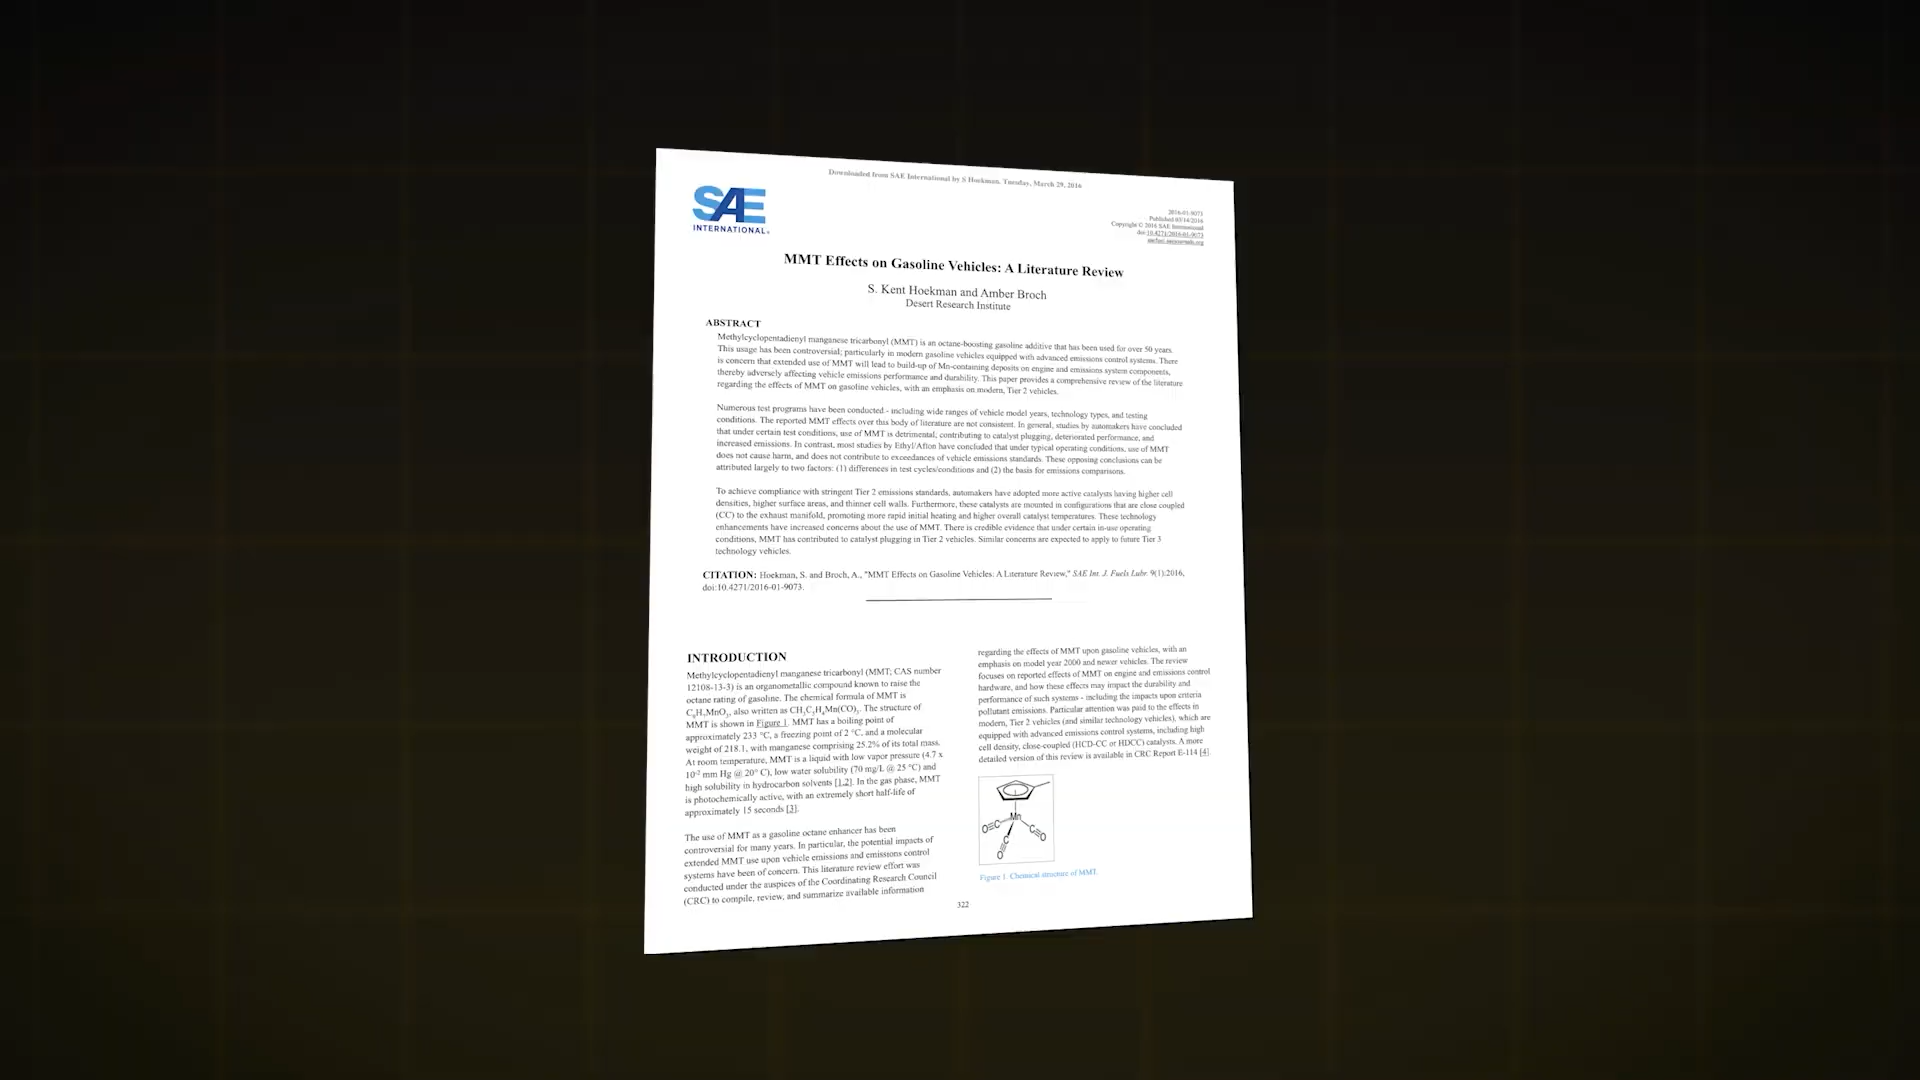 Downloaded from SAE International by S Hoekman, Tuesday, March 29, 2016
SAE
INTERNATIONAL®
2016-01-9073
Published 03/14/2016
Copyright © 2016 SAE International
doi:10.4271/2016-01-9073
MMT Effects on Gasoline Vehicles: A Literature Review
S. Kent Hoekman and Amber Broch
Desert Research Institute
ABSTRACT
Methylcyclopentadienyl manganese tricarbonyl (MMT) is an octane-boosting gasoline additive that has been used for over 50 years.
This usage has been controversial; particularly in modern gasoline vehicles equipped with advanced emissions control systems. There
is concern that extended use of MMT will lead to build-up of Mn-containing deposits on engine and emissions system components,
thereby adversely affecting vehicle emissions performance and durability. This paper provides a comprehensive review of the literature
regarding the effects of MMT on gasoline vehicles, with an emphasis on modern, Tier 2 vehicles.
Numerous test programs have been conducted - including wide ranges of vehicle model years, technology types, and testing
conditions. The reported MMT effects over this body of literature are not consistent. In general, studies by automakers have concluded
that under certain test conditions, use of MMT is detrimental; contributing to catalyst plugging, deteriorated performance, and
increased emissions. In contrast, most studies by Ethyl/Afton have concluded that under typical operating conditions, use of MMT
does not cause harm, and does not contribute to exceedances of vehicle emissions standards. These opposing conclusions can be
attributed largely to two factors: (1) differences in test cycles/conditions and (2) the basis for emissions comparisons.
To achieve compliance with stringent Tier 2 emissions standards, automakers have adopted more active catalysts having higher cell
densities, higher surface areas, and thinner cell walls. Furthermore, these catalysts are mounted in configurations that are close coupled
(CC) to the exhaust manifold, promoting more rapid initial heating and higher overall catalyst temperatures. These technology
enhancements have increased concerns about the use of MMT. There is credible evidence that under certain in-use operating
conditions, MMT has contributed to catalyst plugging in Tier 2 vehicles. Similar concerns are expected to apply to future Tier 3
technology vehicles.
CITATION: Hoekman, S. and Broch, A., "MMT Effects on Gasoline Vehicles: A Literature Review," SAE Int. J. Fuels Lubr. 9(1):2016,
doi:10.4271/2016-01-9073.
INTRODUCTION
Methylcyclopentadienyl manganese tricarbonyl (MMT; CAS number
12108-13-3) is an organometallic compound known to raise the
octane rating of gasoline. The chemical formula of MMT is
C₉H₇MnO₃, also written as CH₃C₅H₄Mn(CO)₃. The structure of
MMT is shown in Figure 1. MMT has a boiling point of
approximately 233 °C, a freezing point of 2 °C, and a molecular
weight of 218.1, with manganese comprising 25.2% of its total mass.
At room temperature, MMT is a liquid with low vapor pressure (4.7 x
10⁻² mm Hg @ 20° C), low water solubility (70 mg/L @ 25 °C) and
high solubility in hydrocarbon solvents [1,2]. In the gas phase, MMT
is photochemically active, with an extremely short half-life of
approximately 15 seconds [3].
The use of MMT as a gasoline octane enhancer has been
controversial for many years. In particular, the potential impacts of
extended MMT use upon vehicle emissions and emissions control
systems have been of concern. This literature review effort was
conducted under the auspices of the Coordinating Research Council
(CRC) to compile, review, and summarize available information
regarding the effects of MMT upon gasoline vehicles, with an
emphasis on model year 2000 and newer vehicles. The review
focuses on reported effects of MMT on engine and emissions control
hardware, and how these effects may impact the durability and
performance of such systems - including the impacts upon criteria
pollutant emissions. Particular attention was paid to the effects in
modern, Tier 2 vehicles (and similar technology vehicles), which are
equipped with advanced emissions control systems, including high
cell density, close-coupled (HCD-CC or HDCC) catalysts. A more
detailed version of this review is available in CRC Report E-114 [4].
Mn
O≡C
C≡O
C≡O
Figure 1. Chemical structure of MMT.
322